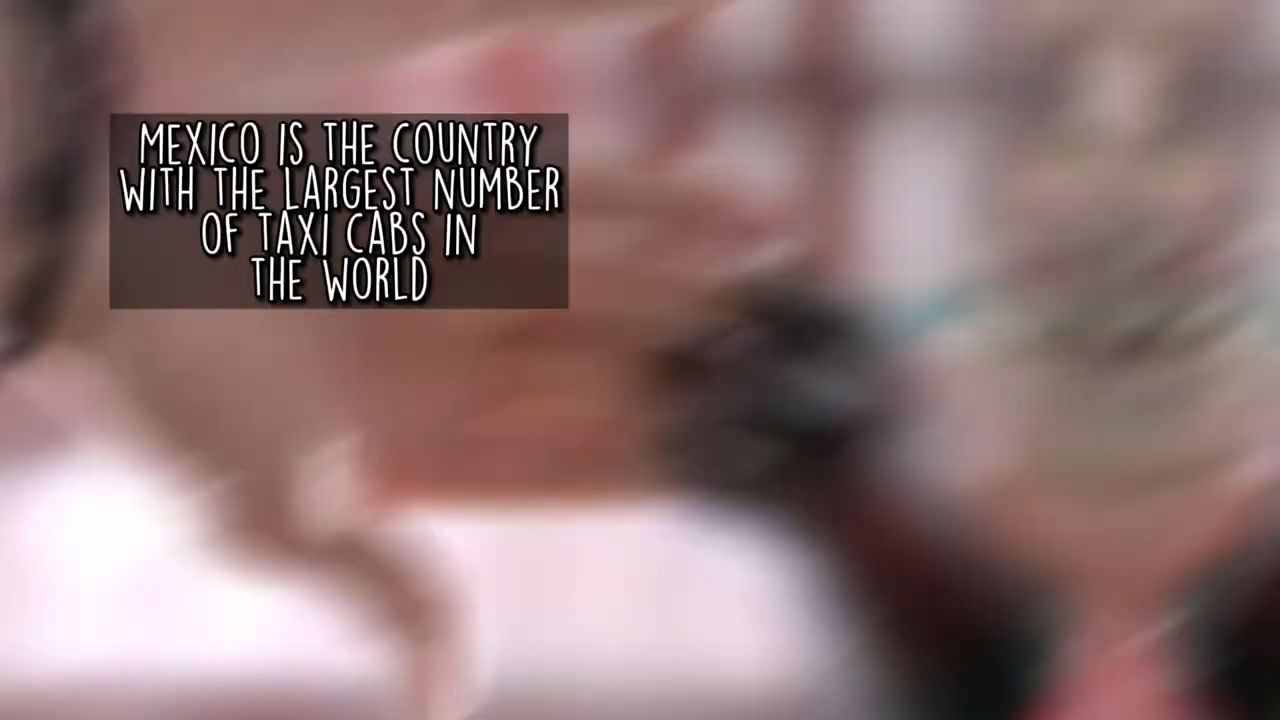 MEXICO IS THE COUNTRY
WITH THE LARGEST NUMBER
OF TAXI CABS IN
THE WORLD